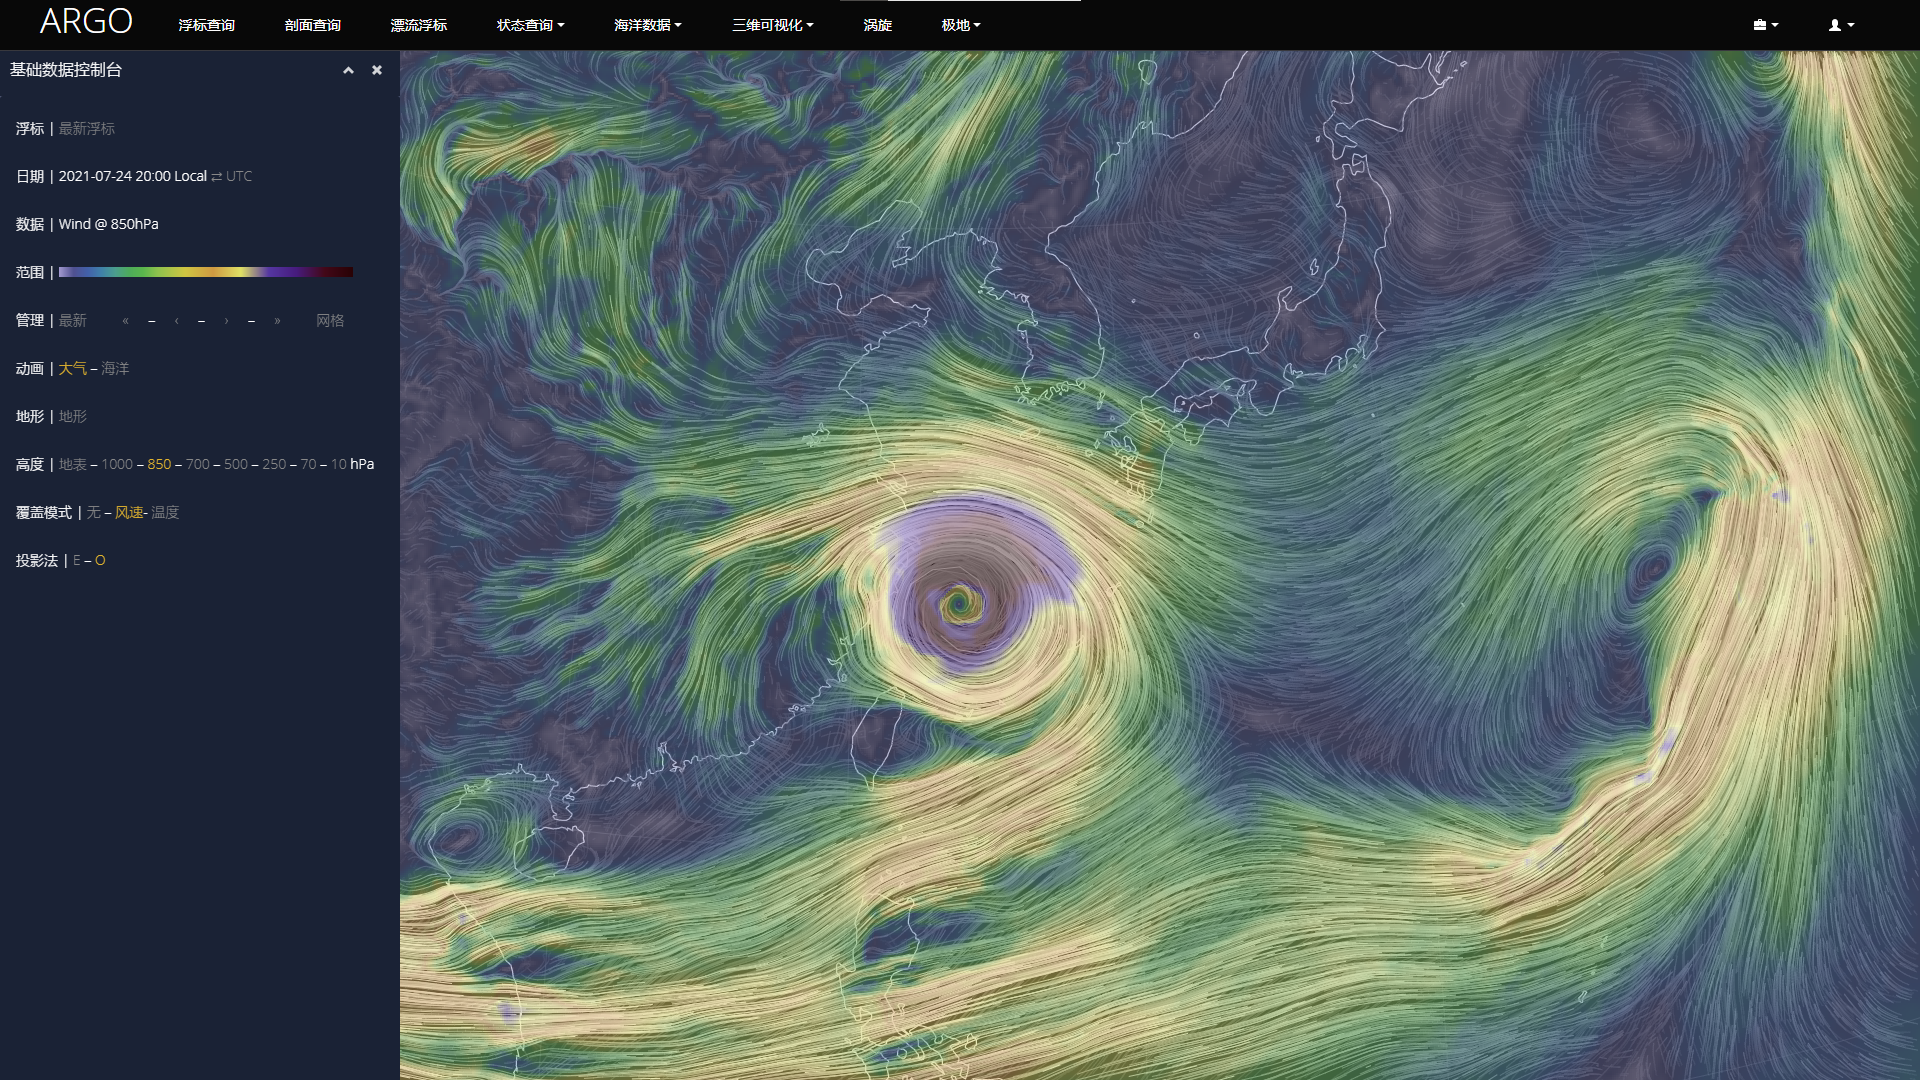 ARGO 浮标查询 剖面查询 漂流浮标 状态查询 海洋数据 三维可视化 涡旋 极地
基础数据控制台
浮标 | 最新浮标
日期 | 2021-07-24 20:00 Local ⇄ UTC
数据 | Wind @ 850hPa
范围 |
管理 | 最新 « – ‹ – › – » 网格
动画 | 大气 – 海洋
地形 | 地形
高度 | 地表 – 1000 – 850 – 700 – 500 – 250 – 70 – 10 hPa
覆盖模式 | 无 – 风速- 温度
投影法 | E – O